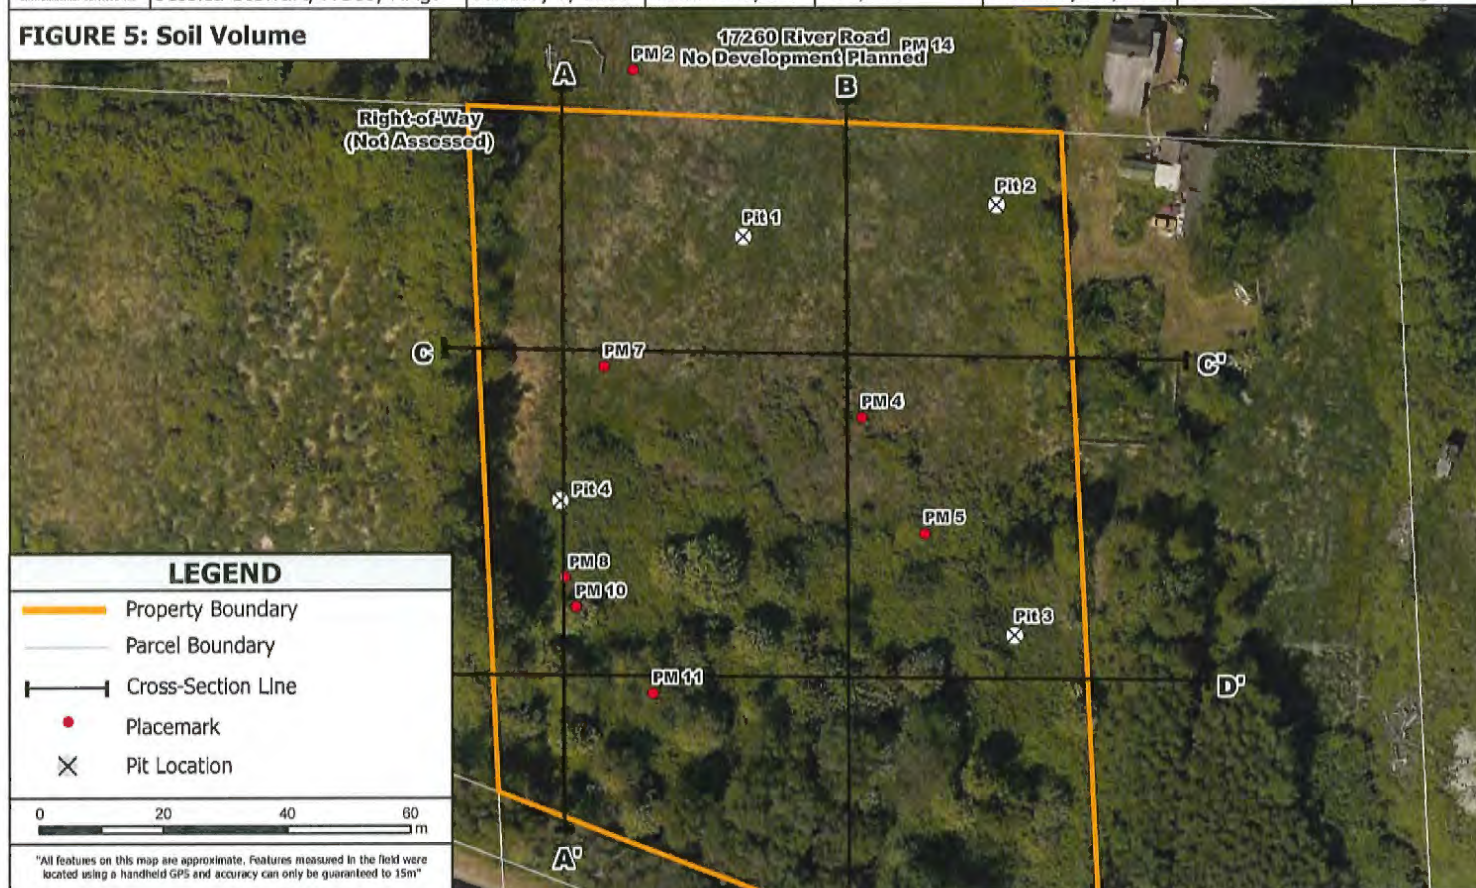 FIGURE 5: Soil Volume
17260 River Road
PM 14
PM 2
No Development Planned
A
B
Right-of-Way
(Not Assessed)
Pit 2
Pit 1
C
PM 7
C'
PM 4
Pit 4
PM 5
PM 8
PM 10
Pit 3
PM 11
D'
A'
LEGEND
Property Boundary
Parcel Boundary
Cross-Section Line
Placemark
Pit Location
0 20 40 60
m
"All features on this map are approximate. Features measured in the field were
located using a handheld GPS and accuracy can only be guaranteed to 15m"